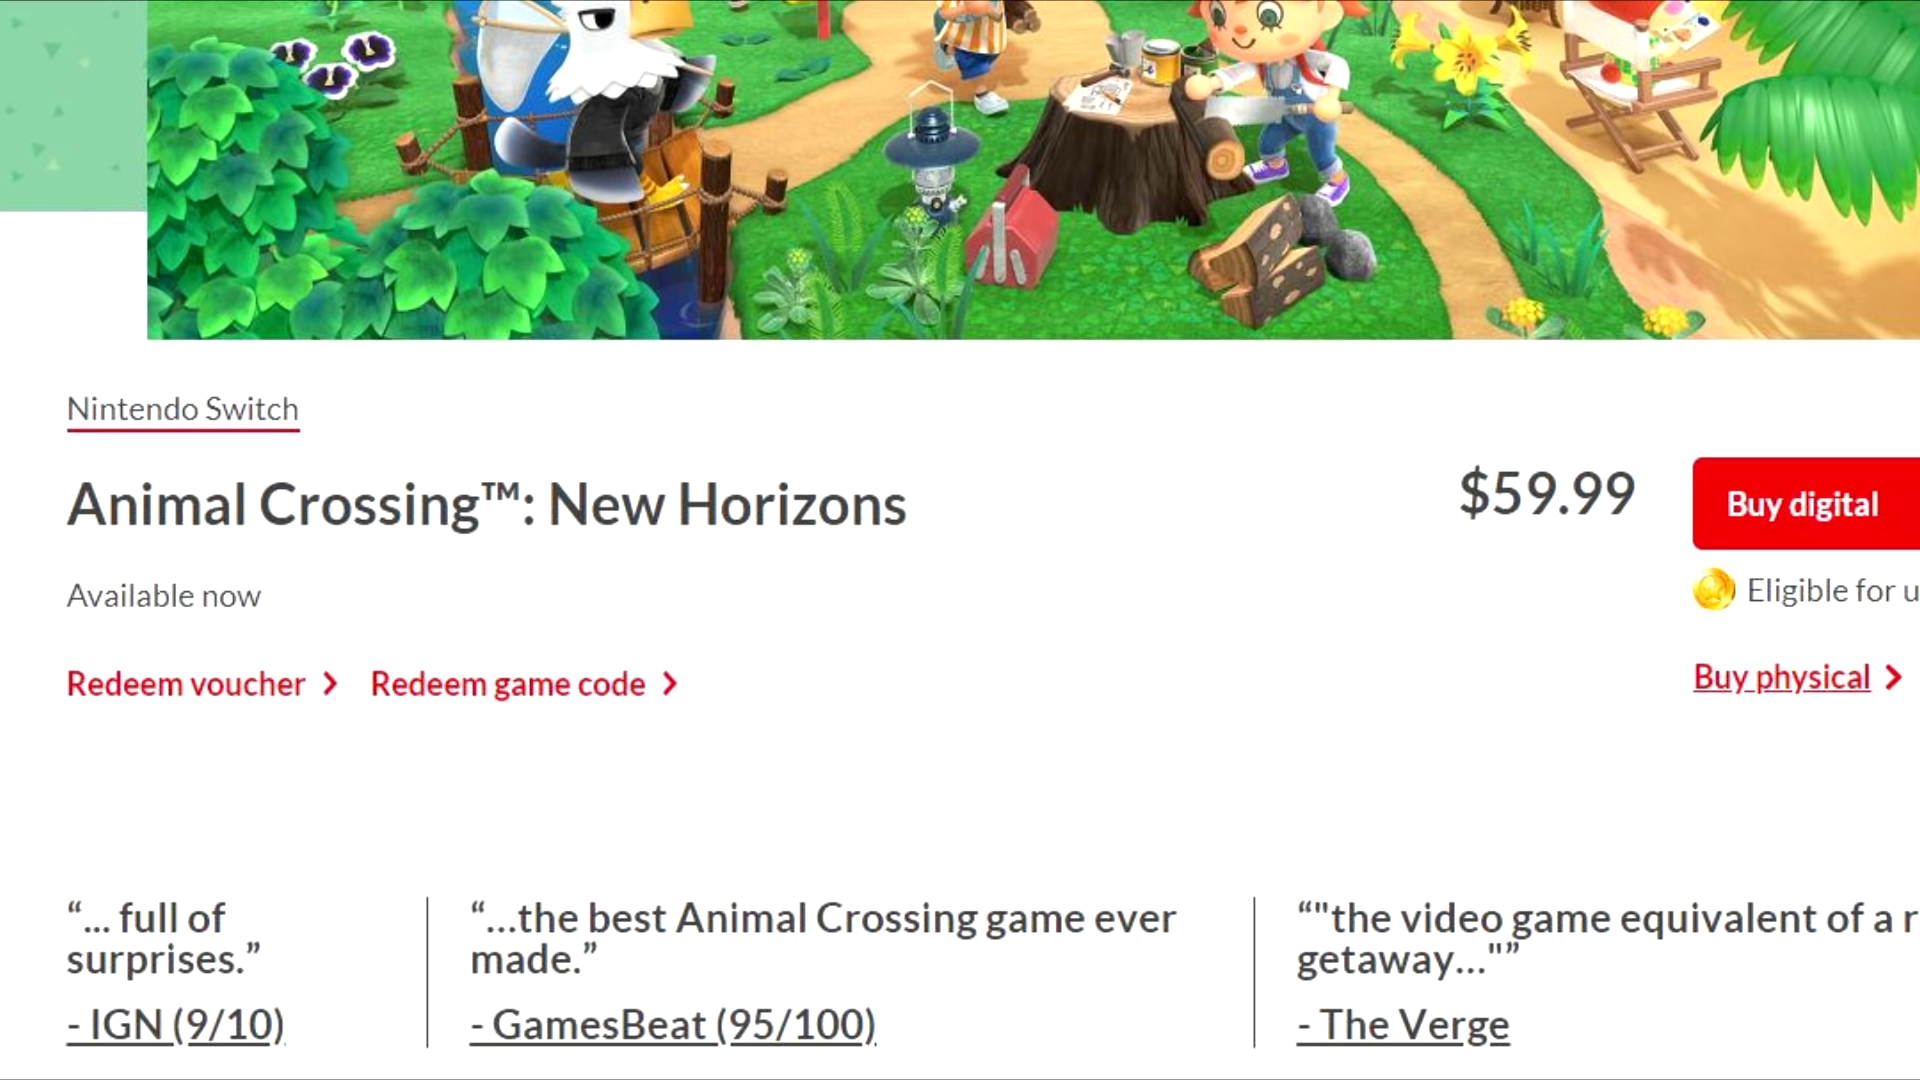 Nintendo Switch
Animal Crossing™: New Horizons
$59.99
Buy digital
Available now
Eligible for
Redeem voucher
Redeem game code
Buy physical
“... full of
surprises.”
- IGN (9/10)
“...the best Animal Crossing game ever
made.”
- GamesBeat (95/100)
“"the video game equivalent of a
getaway..."”
- The Verge